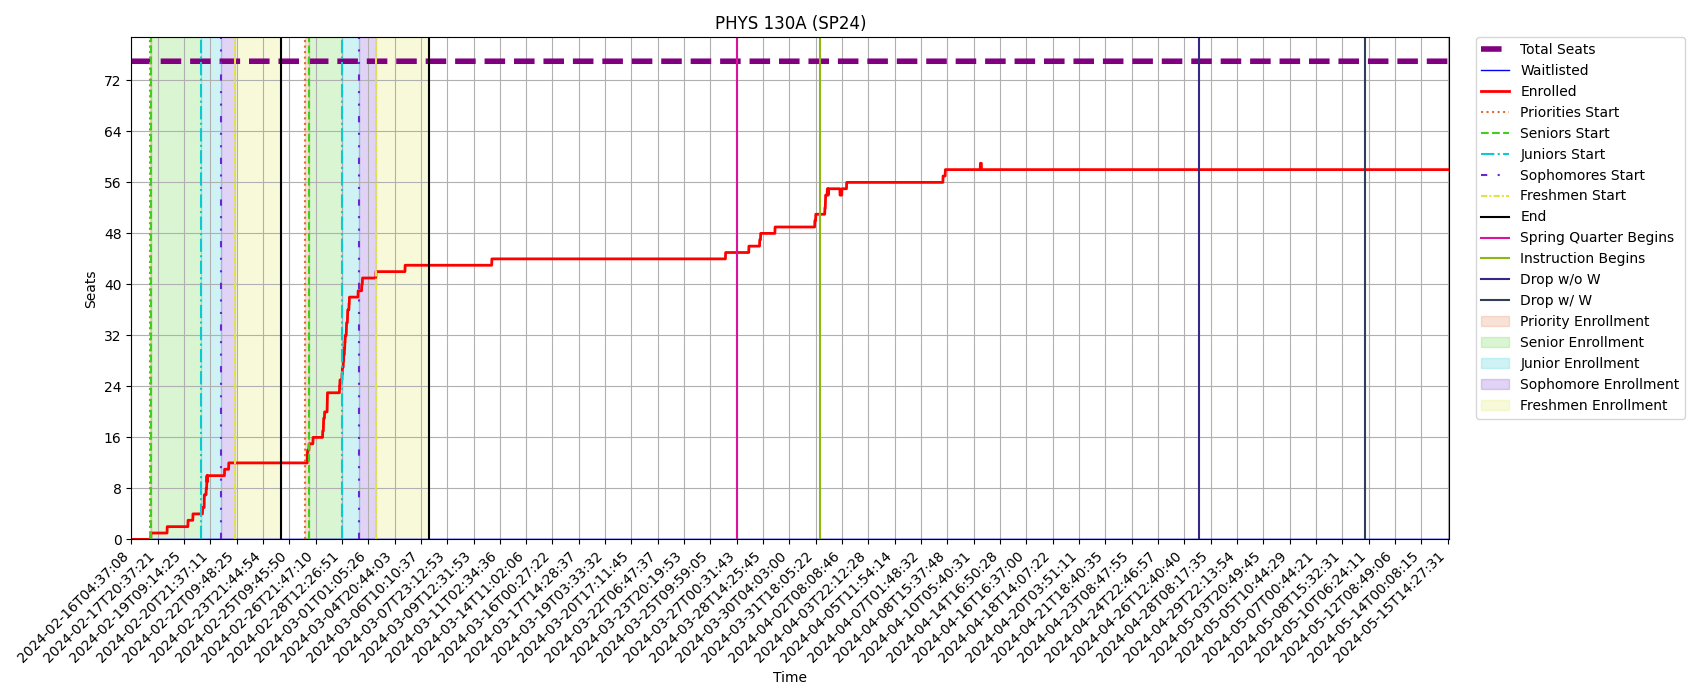 PHYS 130A (SP24)
Seats
72
64
56
48
40
32
24
16
8
0
2024-02-16T04:37:08
2024-02-17T20:37:21
2024-02-19T09:14:25
2024-02-20T21:37:11
2024-02-22T09:48:25
2024-02-23T21:44:54
2024-02-25T09:45:50
2024-02-26T21:47:10
2024-02-28T12:26:51
2024-03-01T01:05:26
2024-03-04T20:44:03
2024-03-06T10:10:37
2024-03-07T23:12:53
2024-03-09T12:31:53
2024-03-11T02:34:36
2024-03-14T11:02:06
2024-03-16T00:27:22
2024-03-17T14:28:37
2024-03-19T03:33:32
2024-03-20T17:11:45
2024-03-22T06:47:37
2024-03-23T20:19:53
2024-03-25T09:59:05
2024-03-27T00:31:43
2024-03-28T14:25:45
2024-03-30T04:03:00
2024-03-31T18:05:22
2024-04-02T08:08:46
2024-04-03T22:12:28
2024-04-05T11:54:14
2024-04-07T01:48:32
2024-04-08T15:37:48
2024-04-10T05:40:31
2024-04-14T16:50:28
2024-04-16T16:37:00
2024-04-18T14:07:22
2024-04-20T03:51:11
2024-04-21T18:40:35
2024-04-23T08:47:55
2024-04-24T22:46:57
2024-04-26T12:40:40
2024-04-28T08:17:35
2024-04-29T22:13:54
2024-05-03T20:49:45
2024-05-05T10:44:29
2024-05-07T00:44:21
2024-05-08T15:32:31
2024-05-10T06:24:11
2024-05-12T08:49:06
2024-05-14T00:08:15
2024-05-15T14:27:31
Time
Total Seats
Waitlisted
Enrolled
Priorities Start
Seniors Start
Juniors Start
Sophomores Start
Freshmen Start
End
Spring Quarter Begins
Instruction Begins
Drop w/o W
Drop w/ W
Priority Enrollment
Senior Enrollment
Junior Enrollment
Sophomore Enrollment
Freshmen Enrollment